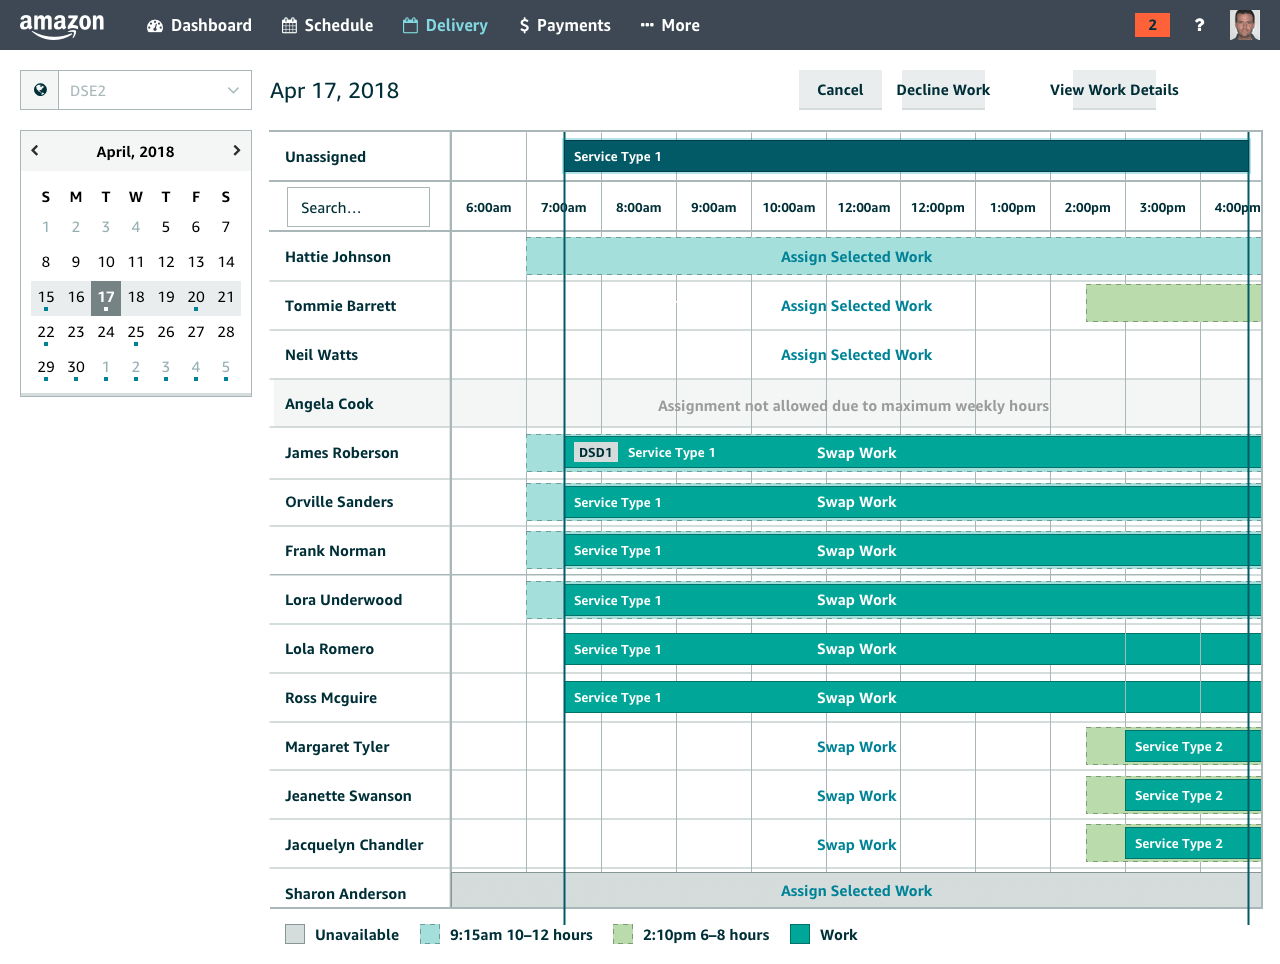 amazon Dashboard Schedule Delivery $ Payments ••• More 2 ?
DSE2
Apr 17, 2018
Cancel Decline Work View Work Details
April, 2018
S M T W T F S
1 2 3 4 5 6 7
8 9 10 11 12 13 14
15 16 17 18 19 20 21
22 23 24 25 26 27 28
29 30 1 2 3 4 5
Unassigned Service Type 1
Search... 6:00am 7:00am 8:00am 9:00am 10:00am 12:00am 12:00pm 1:00pm 2:00pm 3:00pm 4:00pm
Hattie Johnson Assign Selected Work
Tommie Barrett Assign Selected Work
Neil Watts Assign Selected Work
Angela Cook Assignment not allowed due to maximum weekly hours
James Roberson DSD1 Service Type 1 Swap Work
Orville Sanders Service Type 1 Swap Work
Frank Norman Service Type 1 Swap Work
Lora Underwood Service Type 1 Swap Work
Lola Romero Service Type 1 Swap Work
Ross Mcguire Service Type 1 Swap Work
Margaret Tyler Swap Work Service Type 2
Jeanette Swanson Swap Work Service Type 2
Jacquelyn Chandler Swap Work Service Type 2
Sharon Anderson Assign Selected Work
Unavailable 9:15am 10–12 hours 2:10pm 6–8 hours Work